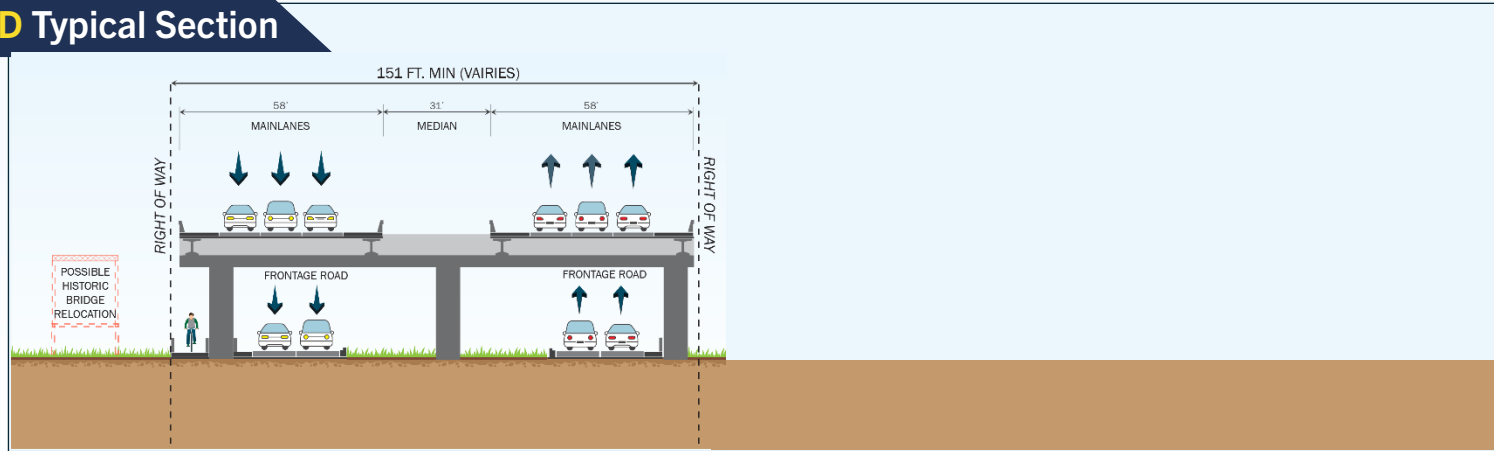 D Typical Section
151 FT. MIN (VAIRIES)
58'
31'
58'
MAINLANES
MEDIAN
MAINLANES
RIGHT OF WAY
RIGHT OF WAY
POSSIBLE
HISTORIC
BRIDGE
RELOCATION
FRONTAGE ROAD
FRONTAGE ROAD